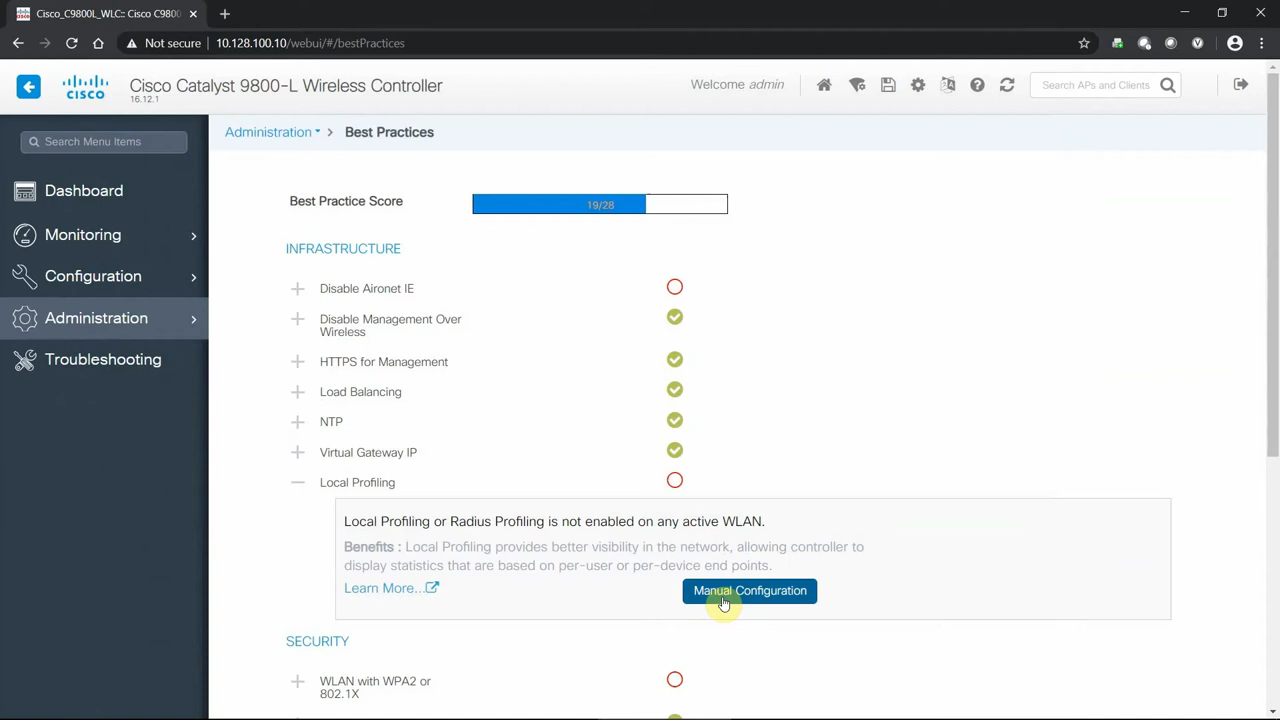 Cisco_C9800L_WLC:: Cisco C9800
Not secure
10.128.100.10/webui/#/bestPractices
CISCO
Cisco Catalyst 9800-L Wireless Controller
16.12.1
Welcome admin
Search APs and Clients
Search Menu Items
Dashboard
Monitoring
Configuration
Administration
Troubleshooting
Administration > Best Practices
Best Practice Score
19/28
INFRASTRUCTURE
Disable Aironet IE
Disable Management Over
Wireless
HTTPS for Management
Load Balancing
NTP
Virtual Gateway IP
Local Profiling
Local Profiling or Radius Profiling is not enabled on any active WLAN.
Benefits : Local Profiling provides better visibility in the network, allowing controller to
display statistics that are based on per-user or per-device end points.
Learn More...
Manual Configuration
SECURITY
WLAN with WPA2 or
802.1X